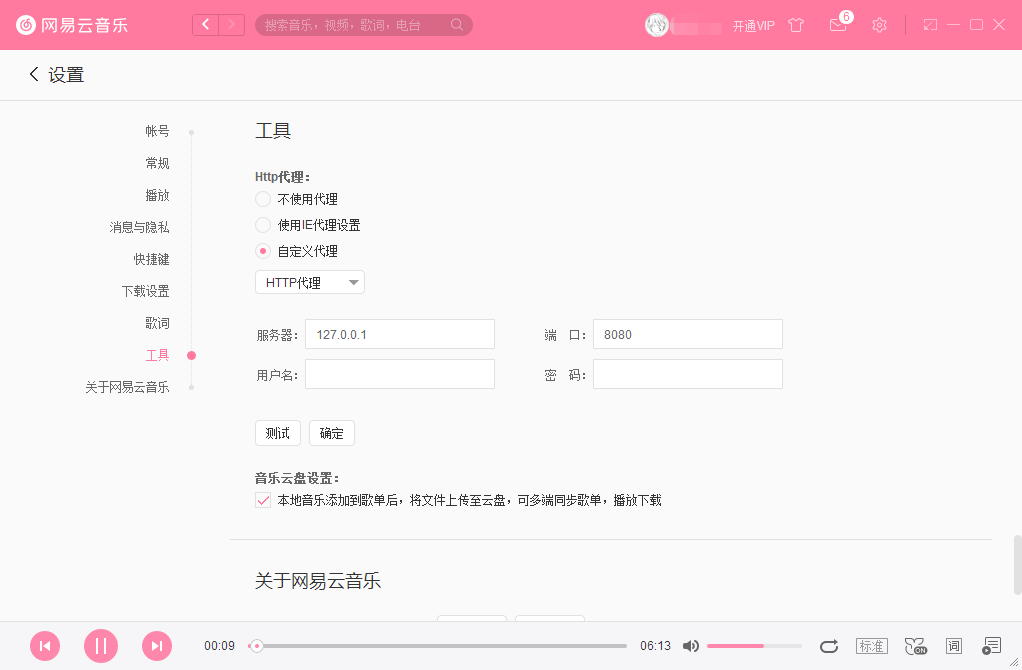 网易云音乐
搜索音乐，视频，歌词，电台
开通VIP
6
设置
帐号
常规
播放
消息与隐私
快捷键
下载设置
歌词
工具
关于网易云音乐
工具
Http代理：
不使用代理
使用IE代理设置
自定义代理
HTTP代理
服务器： 127.0.0.1 端 口： 8080
用户名： 密 码：
测试 确定
音乐云盘设置：
本地音乐添加到歌单后，将文件上传至云盘，可多端同步歌单，播放下载
关于网易云音乐
00:09 06:13 标准 ON 词